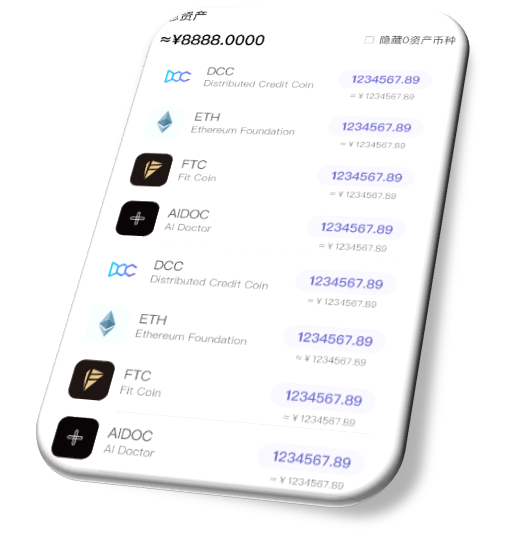 总资产
≈¥8888.0000
隐藏0资产币种
DCC
Distributed Credit Coin
1234567.89
≈ ¥ 1234567.89
ETH
Ethereum Foundation
1234567.89
≈ ¥ 1234567.89
FTC
Fit Coin
1234567.89
≈ ¥ 1234567.89
AIDOC
AI Doctor
1234567.89
≈ ¥ 1234567.89
DCC
Distributed Credit Coin
1234567.89
≈ ¥ 1234567.89
ETH
Ethereum Foundation
1234567.89
≈ ¥ 1234567.89
FTC
Fit Coin
1234567.89
≈ ¥ 1234567.89
AIDOC
AI Doctor
1234567.89
≈ ¥ 1234567.89